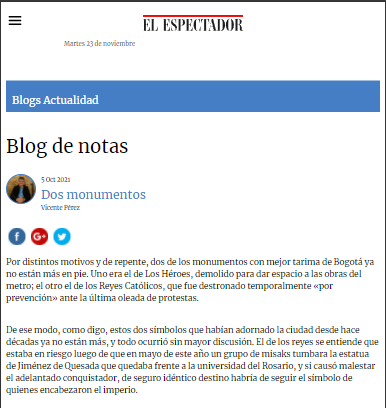 EL ESPECTADOR
Martes 23 de noviembre
Blogs Actualidad
Blog de notas
5 Oct 2021
Dos monumentos
Vicente Pérez
f G+
Por distintos motivos y de repente, dos de los monumentos con mejor tarima de Bogotá ya
no están más en pie. Uno era el de Los Héroes, demolido para dar espacio a las obras del
metro; el otro el de los Reyes Católicos, que fue destronado temporalmente «por
prevención» ante la última oleada de protestas.
De ese modo, como digo, estos dos símbolos que habían adornado la ciudad desde hace
décadas ya no están más, y todo ocurrió sin mayor discusión. El de los reyes se entiende que
estaba en riesgo luego de que en mayo de este año un grupo de misaks tumbara la estatua
de Jiménez de Quesada que quedaba frente a la universidad del Rosario, y si causó malestar
el adelantado conquistador, de seguro idéntico destino habría de seguir el símbolo de
quienes encabezaron el imperio.